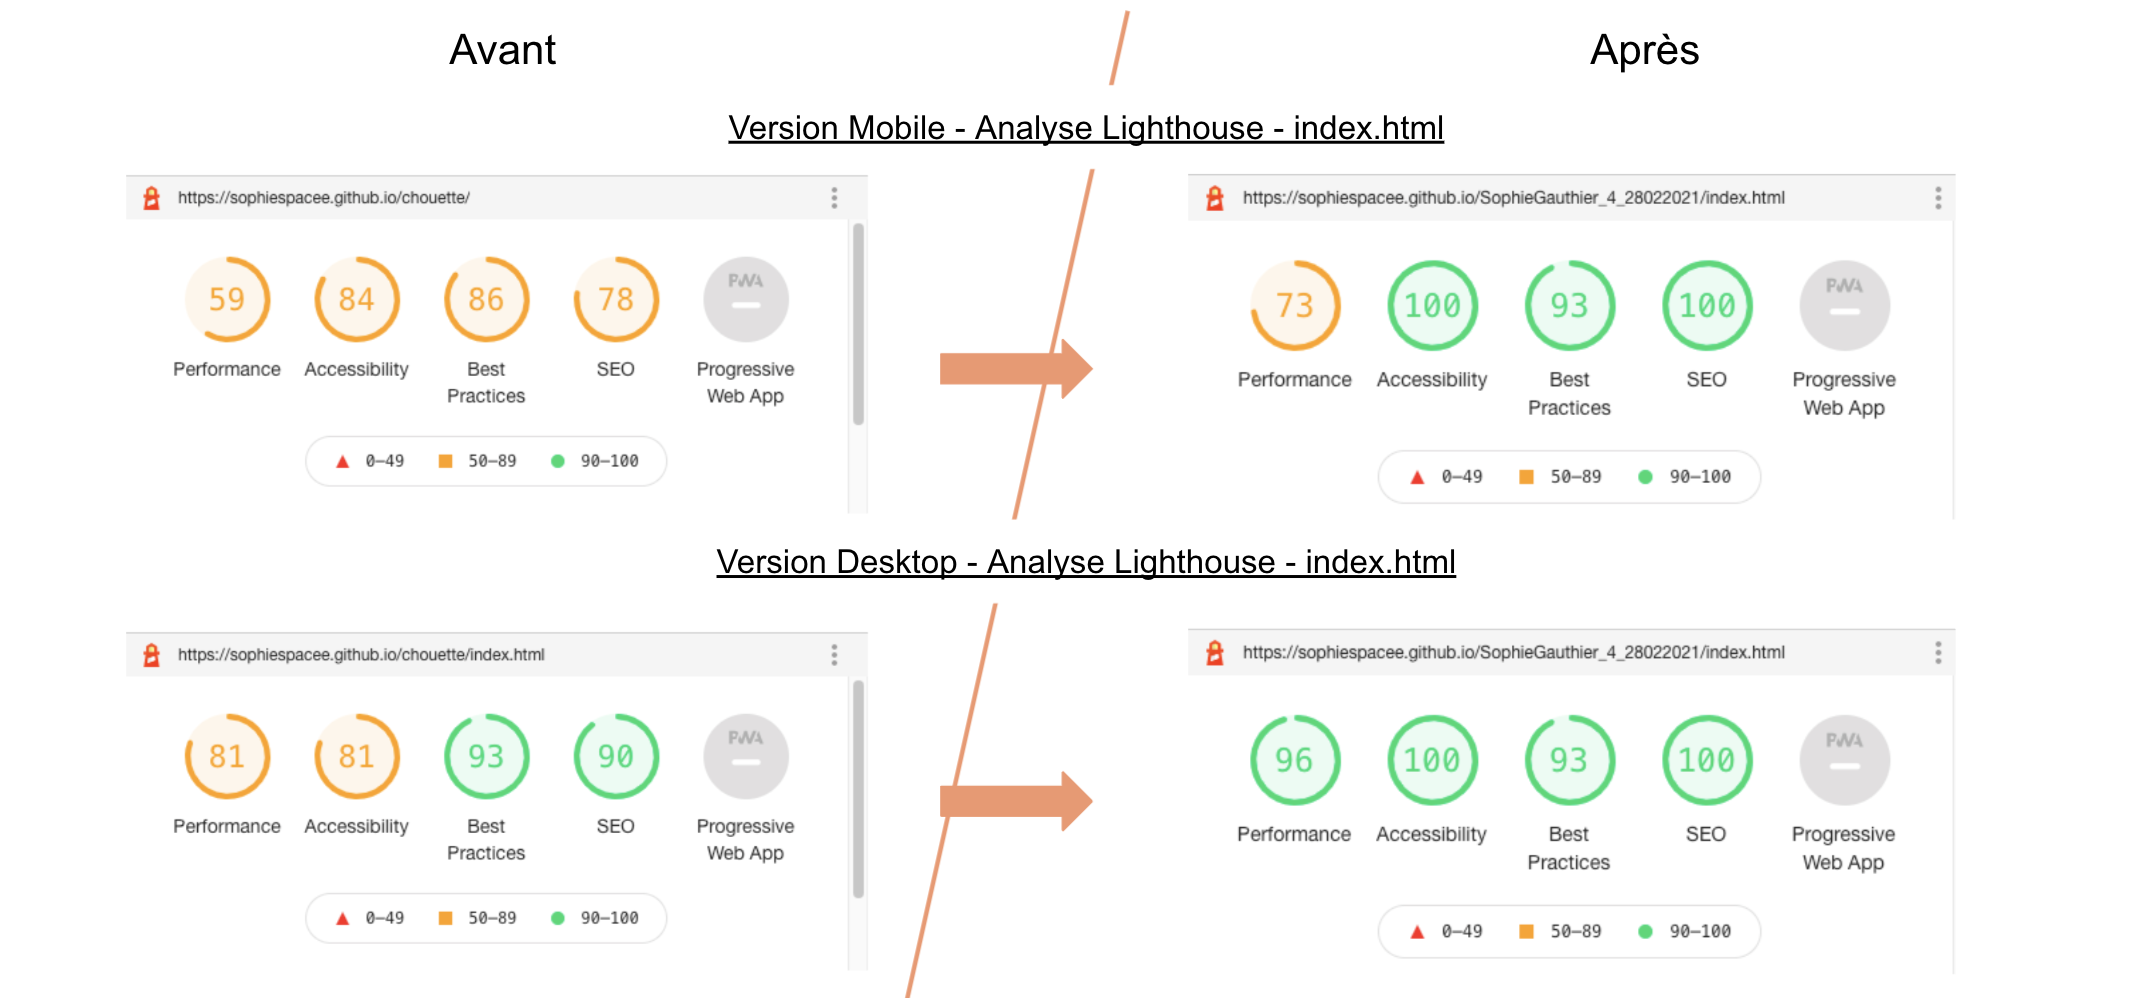 Avant
Après
Version Mobile - Analyse Lighthouse - index.html
https://sophiespacee.github.io/chouette/
59 84 86 78 PWA
Performance Accessibility Best Practices SEO Progressive Web App
0–49 50–89 90–100
https://sophiespacee.github.io/SophieGauthier_4_28022021/index.html
73 100 93 100 PWA
Performance Accessibility Best Practices SEO Progressive Web App
0–49 50–89 90–100
Version Desktop - Analyse Lighthouse - index.html
https://sophiespacee.github.io/chouette/index.html
81 81 93 90 PWA
Performance Accessibility Best Practices SEO Progressive Web App
0–49 50–89 90–100
https://sophiespacee.github.io/SophieGauthier_4_28022021/index.html
96 100 93 100 PWA
Performance Accessibility Best Practices SEO Progressive Web App
0–49 50–89 90–100